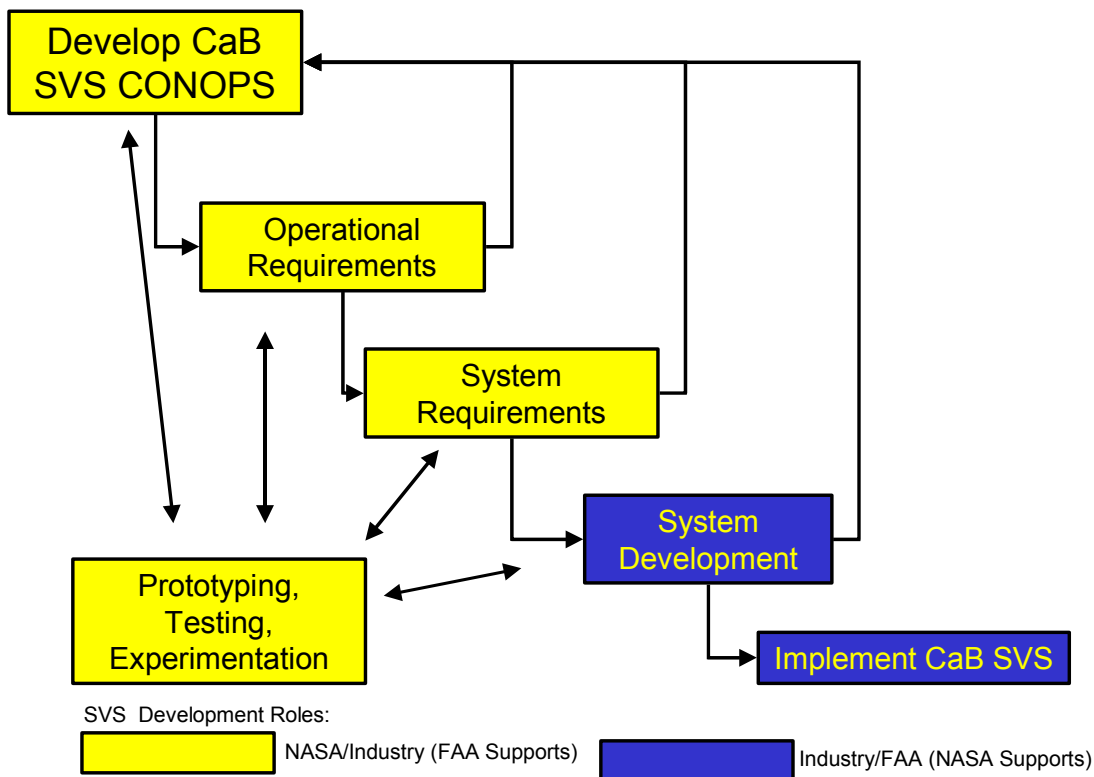 Develop CaB
SVS CONOPS
Operational
Requirements
System
Requirements
System
Development
Prototyping,
Testing,
Experimentation
Implement CaB SVS
SVS Development Roles:
NASA/Industry (FAA Supports)
Industry/FAA (NASA Supports)